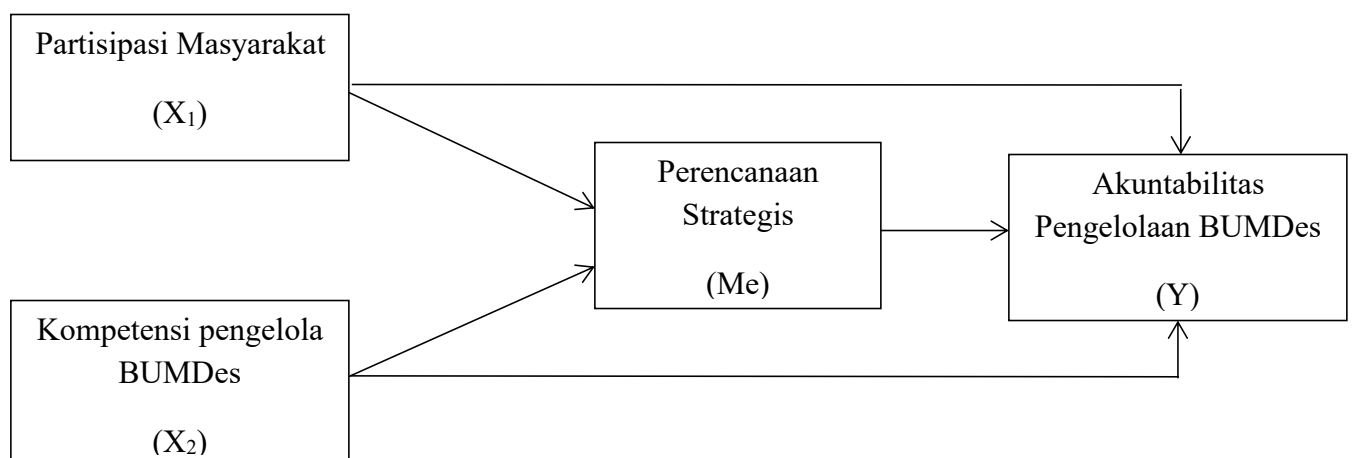 Partisipasi Masyarakat
(X₁)
Perencanaan
Strategis
(Me)
Akuntabilitas
Pengelolaan BUMDes
(Y)
Kompetensi pengelola
BUMDes
(X₂)